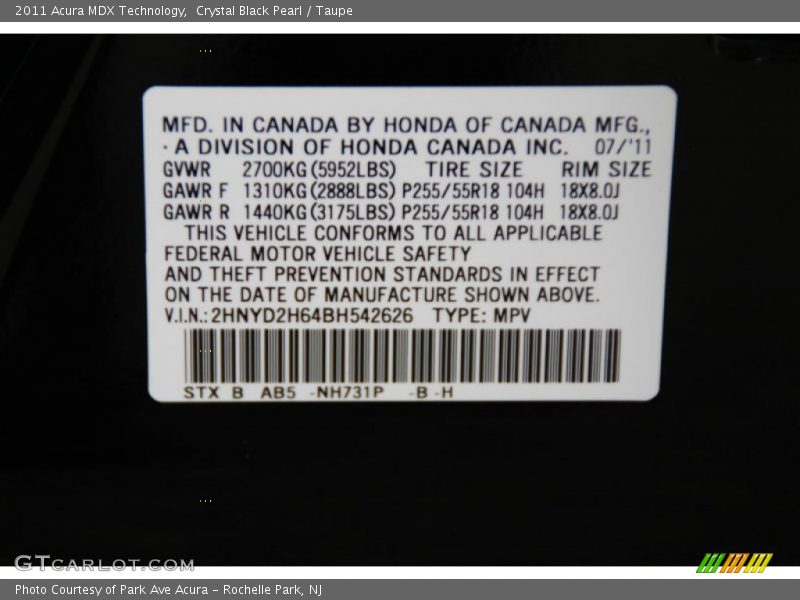 2011 Acura MDX Technology,  Crystal Black Pearl / Taupe
MFD. IN CANADA BY HONDA OF CANADA MFG.,
· A DIVISION OF HONDA CANADA INC.  07/'11
GVWR  2700KG(5952LBS)  TIRE SIZE  RIM SIZE
GAWR F  1310KG(2888LBS) P255/55R18 104H  18X8.0J
GAWR R  1440KG(3175LBS) P255/55R18 104H  18X8.0J
THIS VEHICLE CONFORMS TO ALL APPLICABLE
FEDERAL MOTOR VEHICLE SAFETY
AND THEFT PREVENTION STANDARDS IN EFFECT
ON THE DATE OF MANUFACTURE SHOWN ABOVE.
V.I.N.: 2HNYD2H64BH542626  TYPE: MPV
STX  B  AB5  -NH731P  -B -H
GTCARLOT.COM
Photo Courtesy of Park Ave Acura – Rochelle Park, NJ